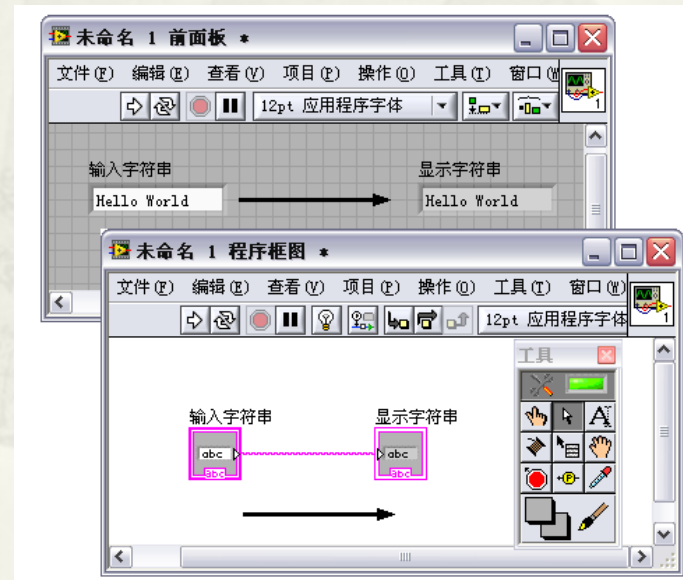 未命名 1 前面板 *
文件(F) 编辑(E) 查看(V) 项目(P) 操作(O) 工具(T) 窗口(W
12pt 应用程序字体
1
输入字符串
显示字符串
Hello World
Hello World
未命名 1 程序框图 *
文件(F) 编辑(E) 查看(V) 项目(P) 操作(O) 工具(T) 窗口(W)
12pt 应用程序字体
1
工具
A
输入字符串
显示字符串
abc
abc
abc
abc
P